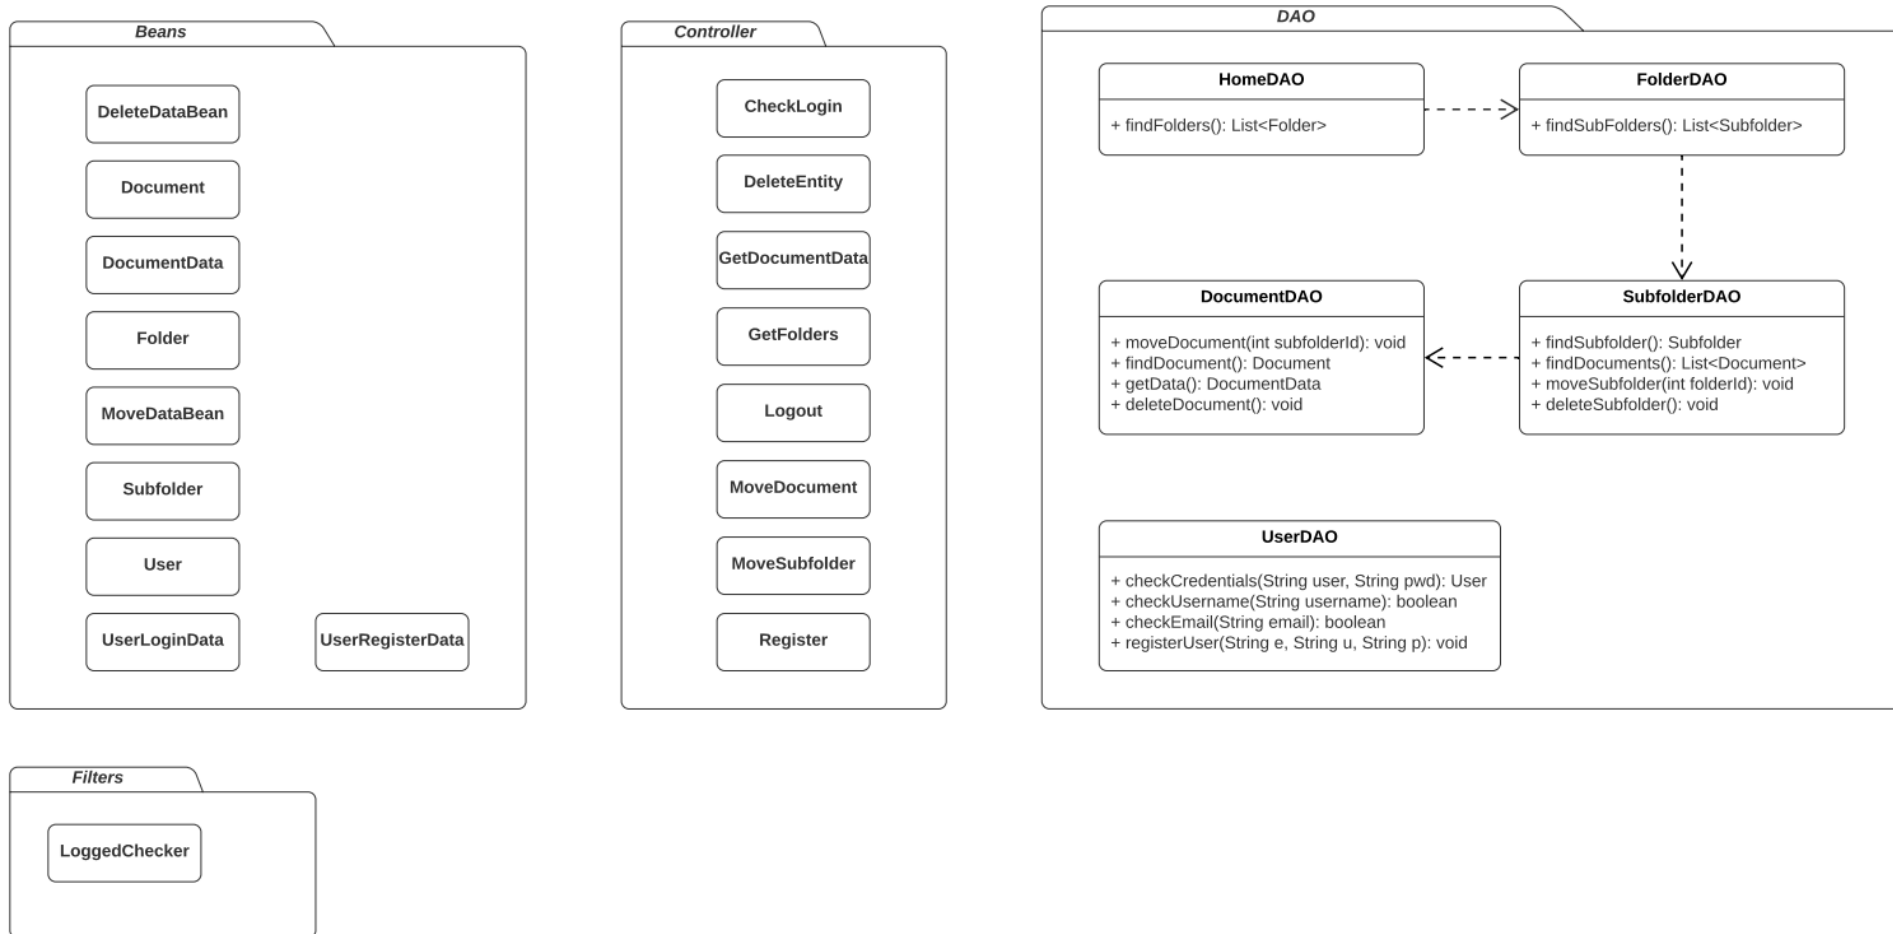 Beans
DeleteDataBean
Document
DocumentData
Folder
MoveDataBean
Subfolder
User
UserLoginData
UserRegisterData
Controller
CheckLogin
DeleteEntity
GetDocumentData
GetFolders
Logout
MoveDocument
MoveSubfolder
Register
DAO
HomeDAO
+ findFolders(): List<Folder>
FolderDAO
+ findSubFolders(): List<Subfolder>
DocumentDAO
+ moveDocument(int subfolderId): void
+ findDocument(): Document
+ getData(): DocumentData
+ deleteDocument(): void
SubfolderDAO
+ findSubfolder(): Subfolder
+ findDocuments(): List<Document>
+ moveSubfolder(int folderId): void
+ deleteSubfolder(): void
UserDAO
+ checkCredentials(String user, String pwd): User
+ checkUsername(String username): boolean
+ checkEmail(String email): boolean
+ registerUser(String e, String u, String p): void
Filters
LoggedChecker